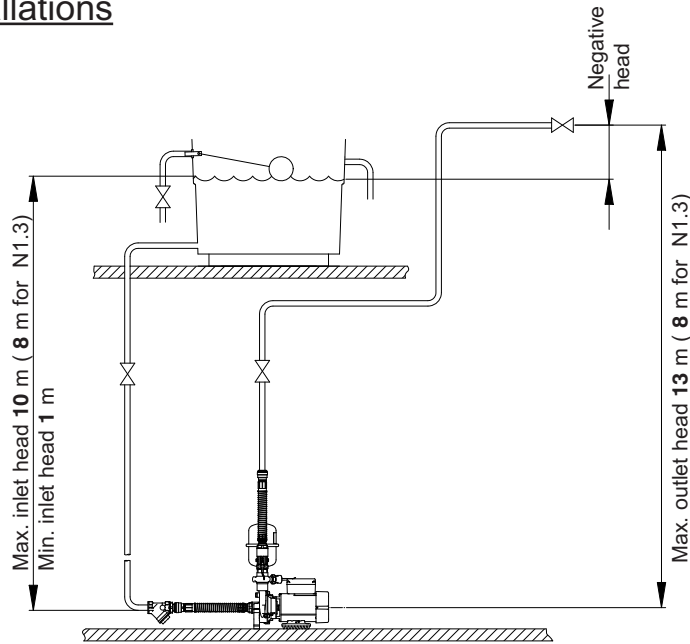 llations
Negative
head
Max. inlet head 10 m ( 8 m for N1.3)
Min. inlet head 1 m
Max. outlet head 13 m ( 8 m for N1.3)